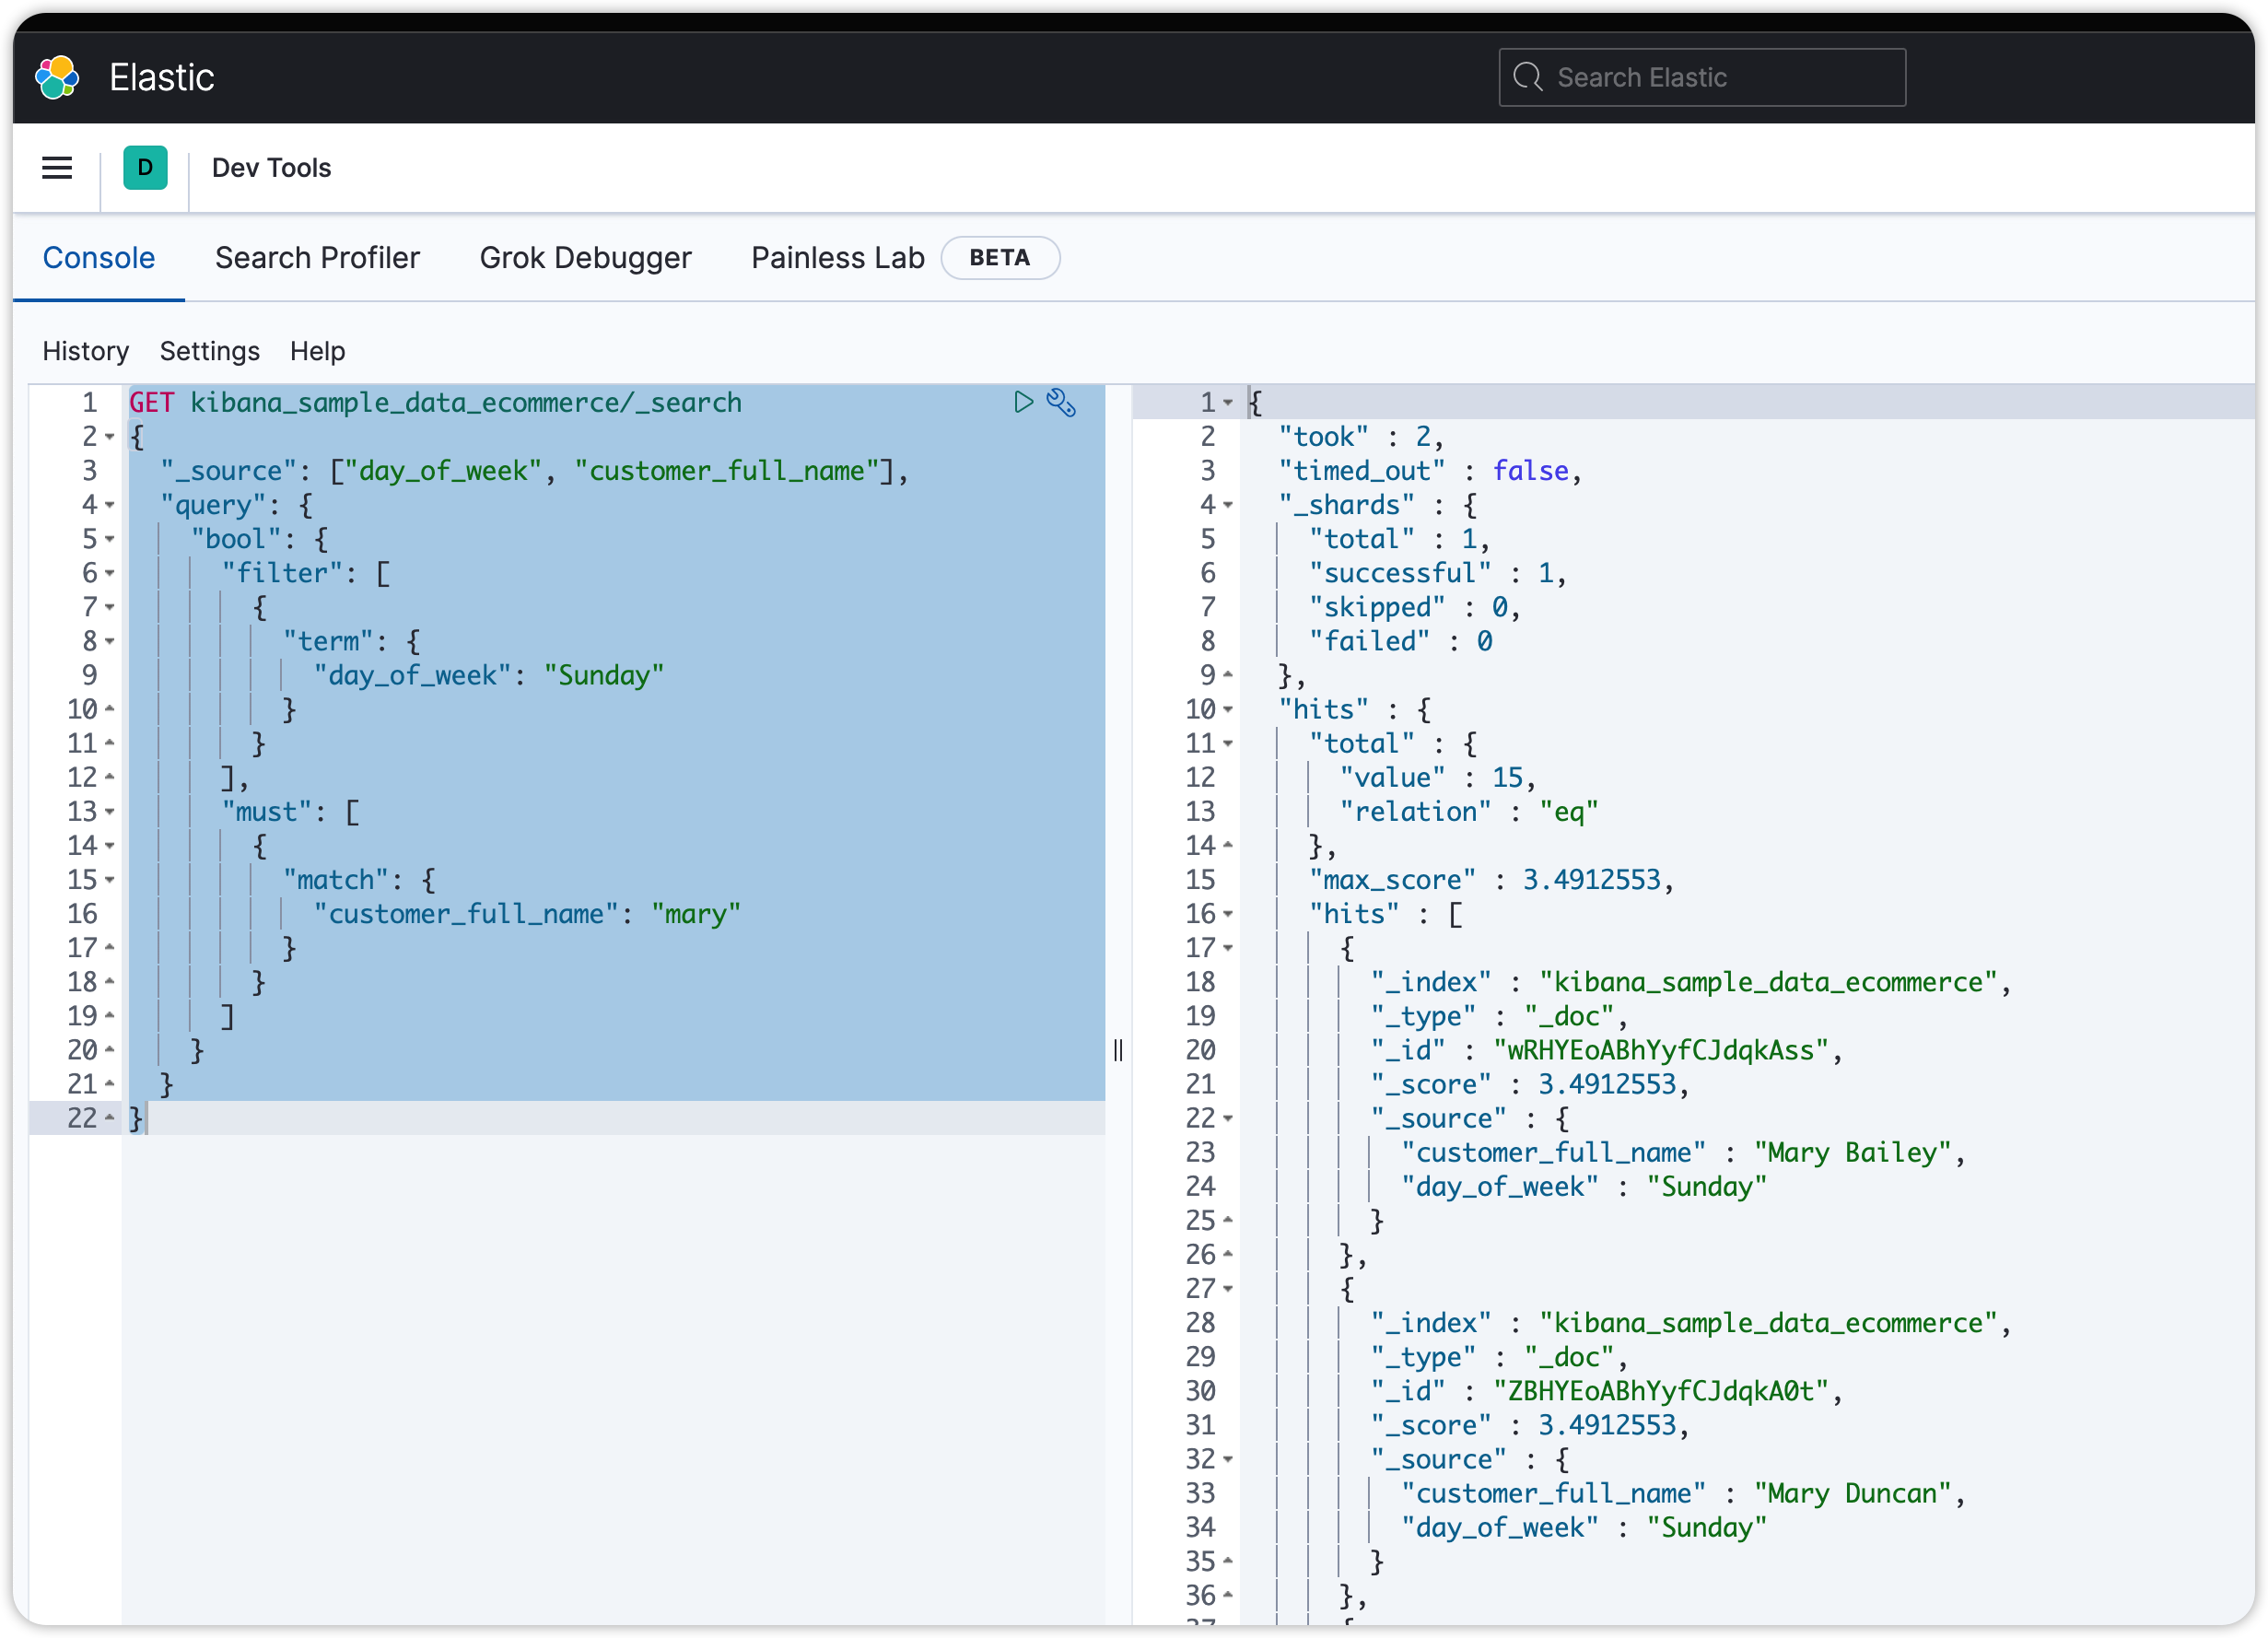 Elastic
Search Elastic
D
Dev Tools
Console
Search Profiler
Grok Debugger
Painless Lab
BETA
History
Settings
Help
1 GET kibana_sample_data_ecommerce/_search
2 {
3 "_source": ["day_of_week", "customer_full_name"],
4 "query": {
5 "bool": {
6 "filter": [
7 {
8 "term": {
9 "day_of_week": "Sunday"
10 }
11 }
12 ],
13 "must": [
14 {
15 "match": {
16 "customer_full_name": "mary"
17 }
18 }
19 ]
20 }
21 }
22 }
1 {
2 "took" : 2,
3 "timed_out" : false,
4 "_shards" : {
5 "total" : 1,
6 "successful" : 1,
7 "skipped" : 0,
8 "failed" : 0
9 },
10 "hits" : {
11 "total" : {
12 "value" : 15,
13 "relation" : "eq"
14 },
15 "max_score" : 3.4912553,
16 "hits" : [
17 {
18 "_index" : "kibana_sample_data_ecommerce",
19 "_type" : "_doc",
20 "_id" : "wRHYEoABhYyfCJdqkAss",
21 "_score" : 3.4912553,
22 "_source" : {
23 "customer_full_name" : "Mary Bailey",
24 "day_of_week" : "Sunday"
25 }
26 },
27 {
28 "_index" : "kibana_sample_data_ecommerce",
29 "_type" : "_doc",
30 "_id" : "ZBHYEoABhYyfCJdqkA0t",
31 "_score" : 3.4912553,
32 "_source" : {
33 "customer_full_name" : "Mary Duncan",
34 "day_of_week" : "Sunday"
35 }
36 },